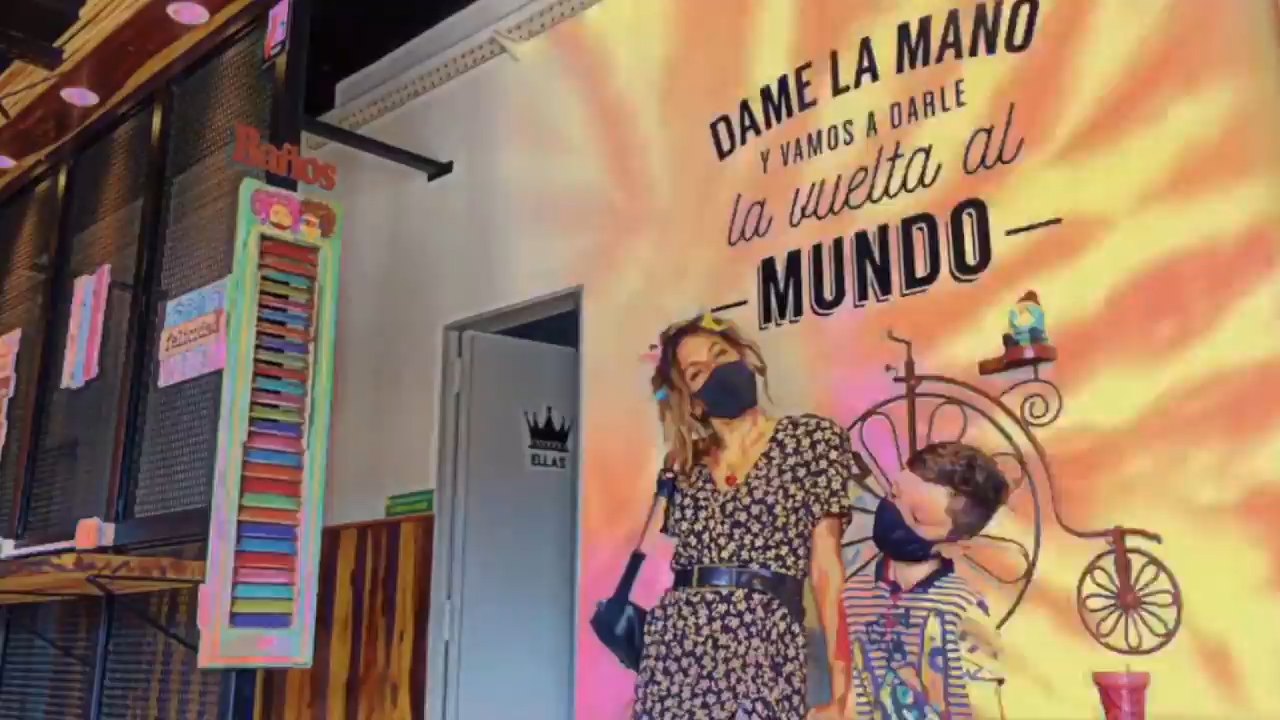 DAME LA MANO
Y VAMOS A DARLE
la vuelta al
MUNDO
Baños
ELLAS